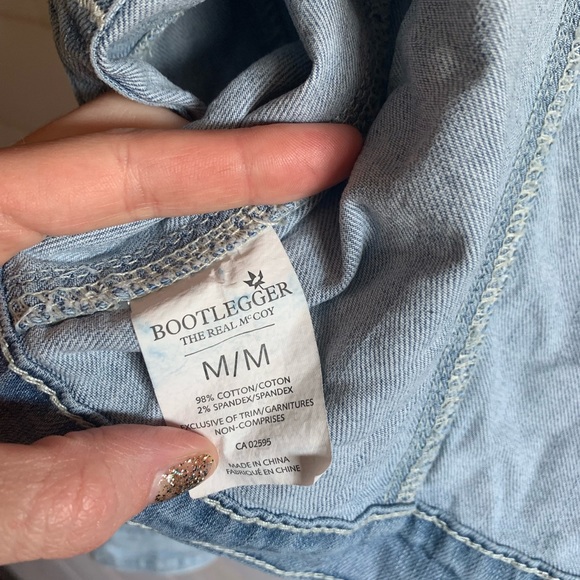 BOOTLEGGER
THE REAL McCOY
M/M
98% COTTON/COTON
2% SPANDEX/SPANDEX
EXCLUSIVE OF TRIM/GARNITURES
NON-COMPRISES
CA 02595
MADE IN CHINA
FABRIQUÉ EN CHINE